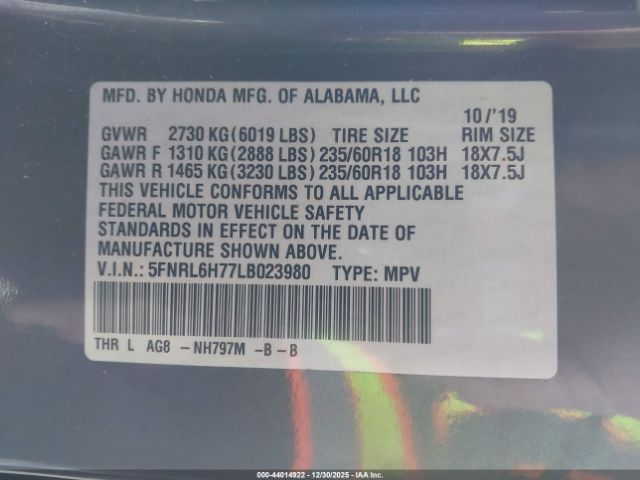 MFD. BY HONDA MFG. OF ALABAMA, LLC
10/'19
GVWR 2730 KG(6019 LBS) TIRE SIZE RIM SIZE
GAWR F 1310 KG(2888 LBS) 235/60R18 103H 18X7.5J
GAWR R 1465 KG(3230 LBS) 235/60R18 103H 18X7.5J
THIS VEHICLE CONFORMS TO ALL APPLICABLE
FEDERAL MOTOR VEHICLE SAFETY
STANDARDS IN EFFECT ON THE DATE OF
MANUFACTURE SHOWN ABOVE.
V.I.N.: 5FNRL6H77LB023980 TYPE: MPV
THR L AG8 -NH797M -B-B
000-44014922 - 12/30/2025 - IAA Inc.